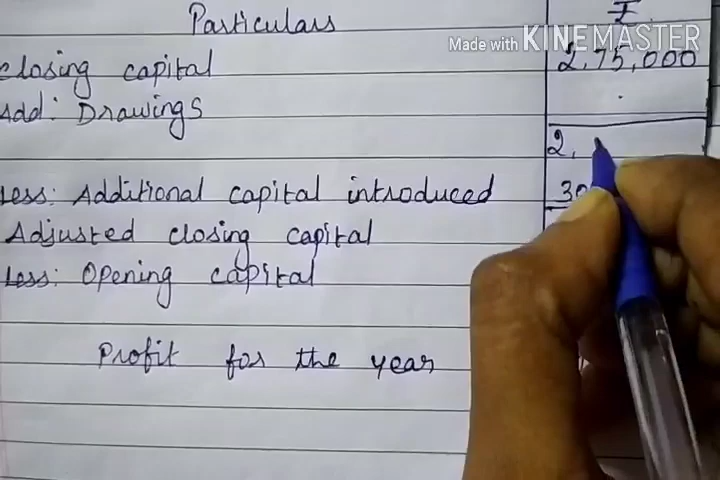 Particulars ₹
Made with KINEMASTER
closing capital 2,75,000
Add: Drawings .
2,
Less: Additional capital introduced 30
Adjusted closing capital
Less: Opening capital
Profit for the year